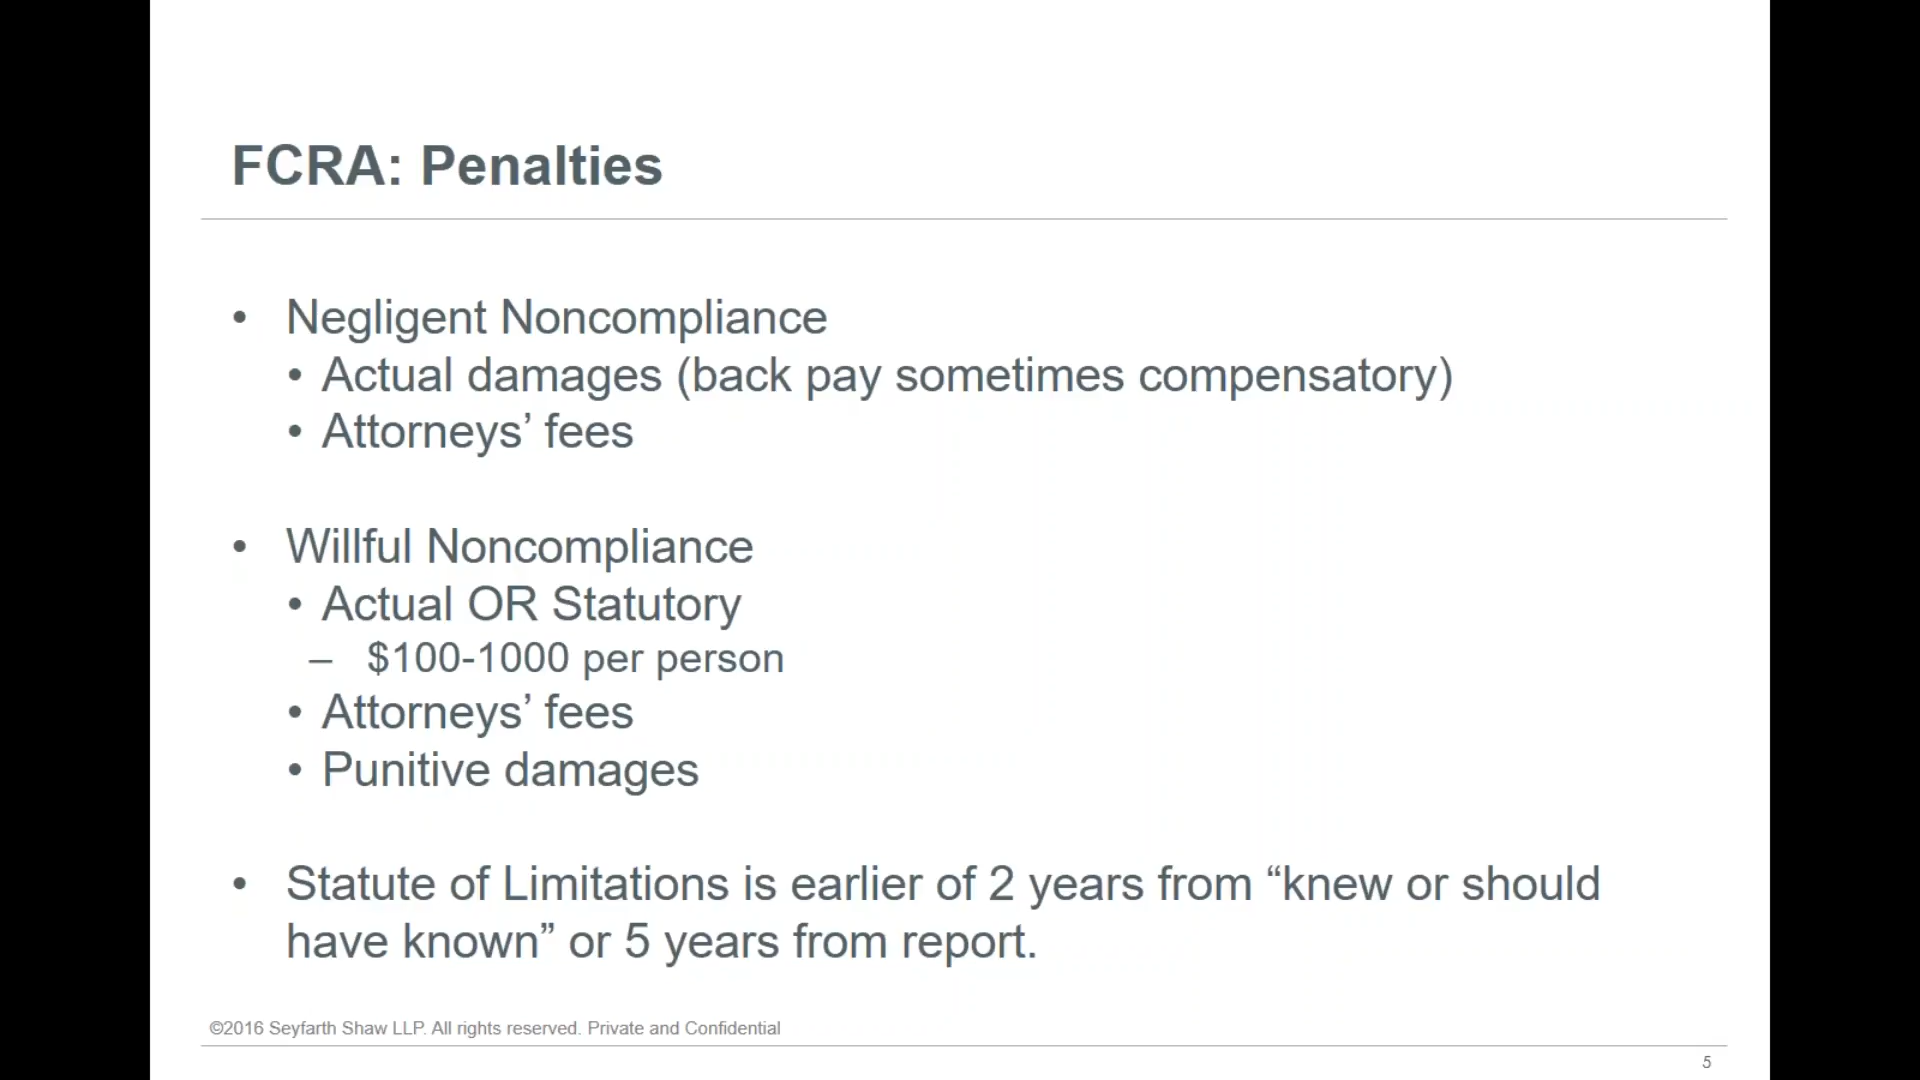 FCRA: Penalties
• Negligent Noncompliance
• Actual damages (back pay sometimes compensatory)
• Attorneys’ fees
• Willful Noncompliance
• Actual OR Statutory
– $100-1000 per person
• Attorneys’ fees
• Punitive damages
• Statute of Limitations is earlier of 2 years from “knew or should
have known” or 5 years from report.
©2016 Seyfarth Shaw LLP. All rights reserved. Private and Confidential
5